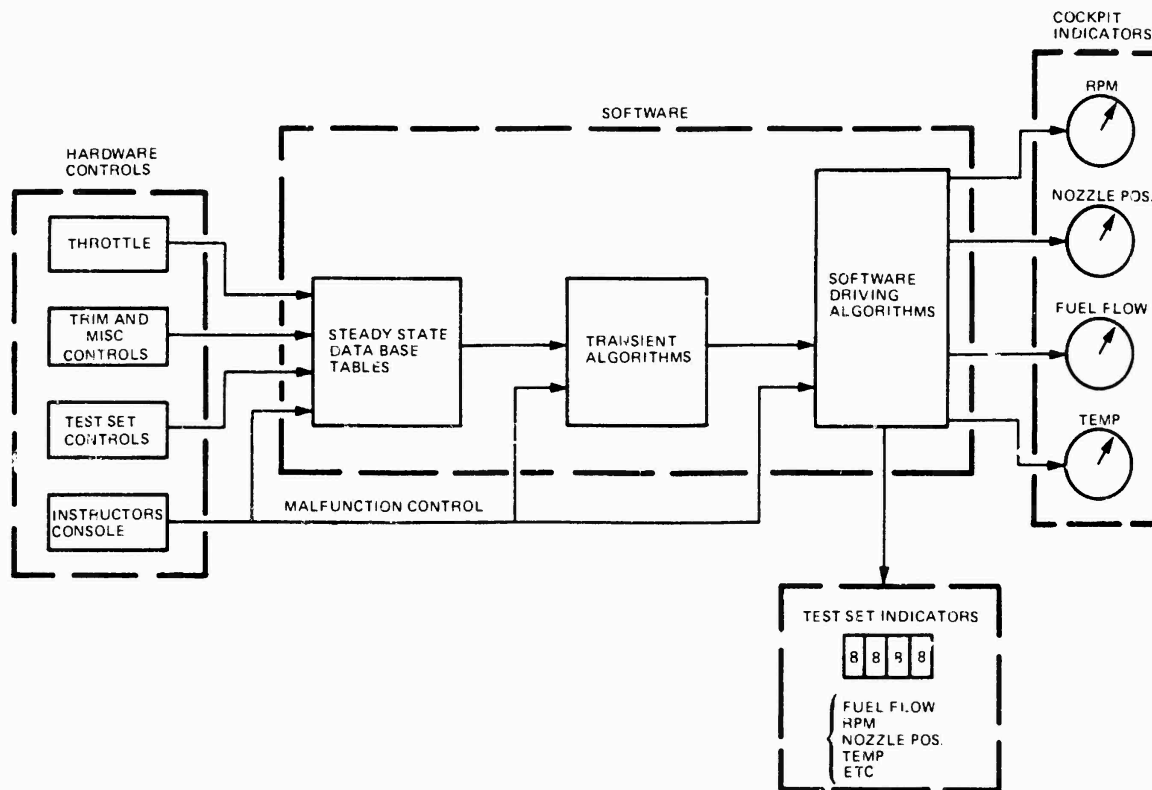 COCKPIT
INDICATORS
RPM
NOZZLE POS.
FUEL FLOW
TEMP
SOFTWARE
HARDWARE
CONTROLS
THROTTLE
TRIM AND
MISC
CONTROLS
TEST SET
CONTROLS
INSTRUCTORS
CONSOLE
STEADY STATE
DATA BASE
TABLES
TRANSIENT
ALGORITHMS
SOFTWARE
DRIVING
ALGORITHMS
MALFUNCTION CONTROL
TEST SET INDICATORS
8 8 8 8
FUEL FLOW
RPM
NOZZLE POS.
TEMP
ETC